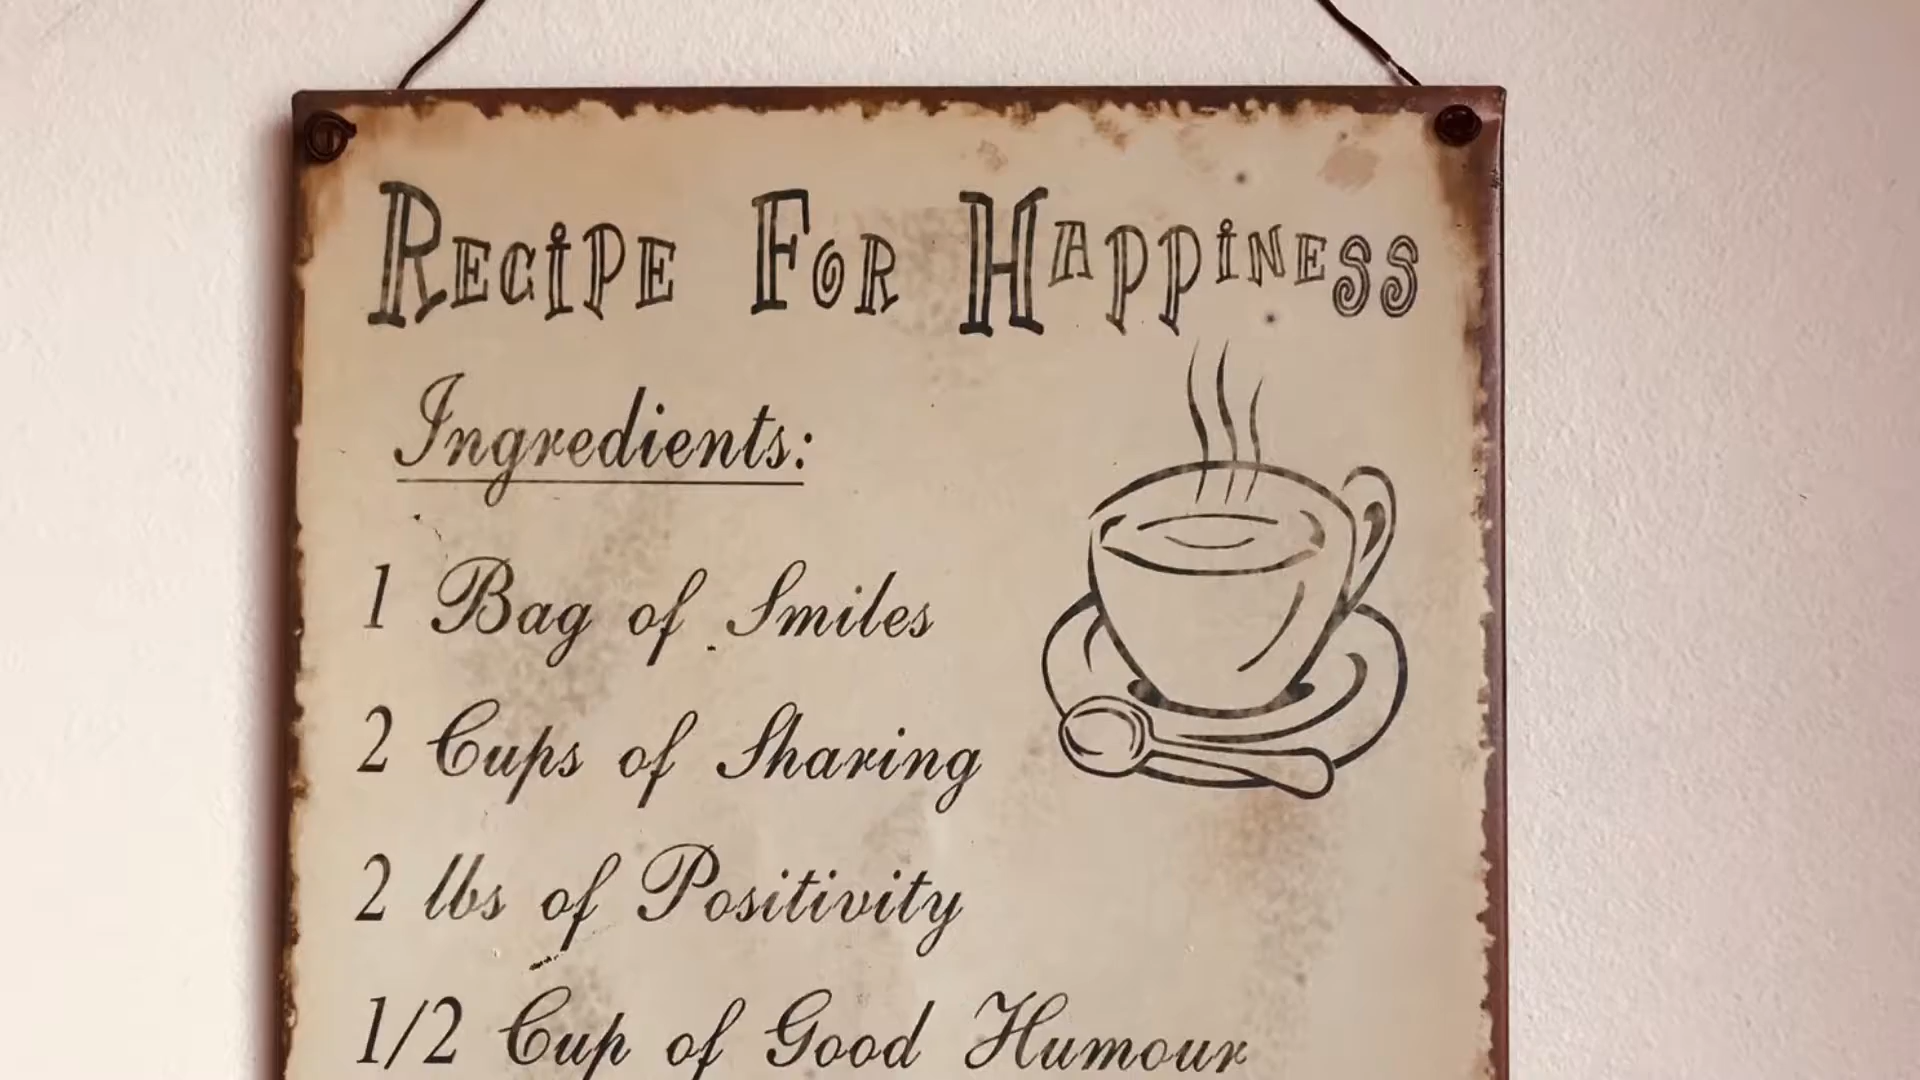 Recipe For Happiness
Ingredients:
1 Bag of Smiles
2 Cups of Sharing
2 lbs of Positivity
1/2 Cup of Good Humour